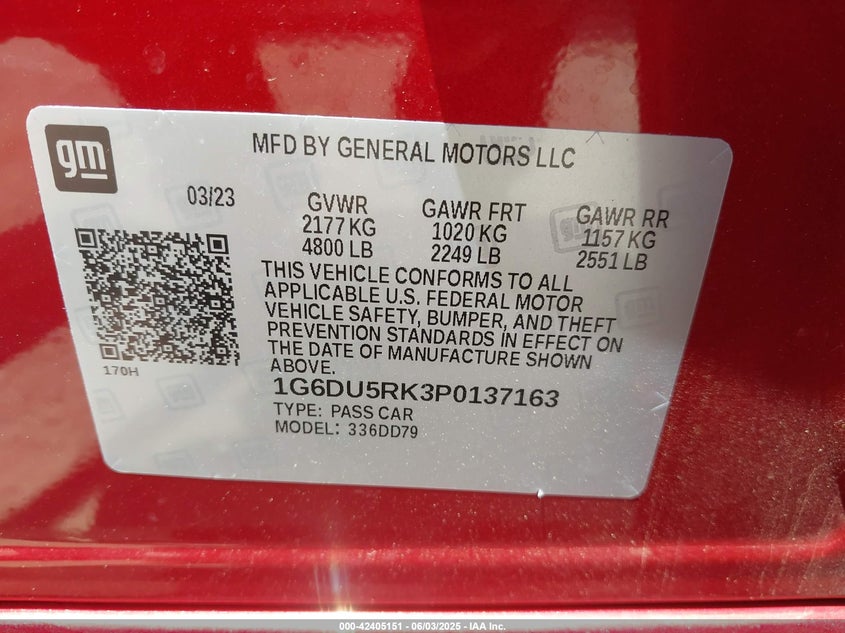 gm
MFD BY GENERAL MOTORS LLC
03/23
GVWR GAWR FRT GAWR RR
2177 KG 1020 KG 1157 KG
4800 LB 2249 LB 2551 LB
THIS VEHICLE CONFORMS TO ALL
APPLICABLE U.S. FEDERAL MOTOR
VEHICLE SAFETY, BUMPER, AND THEFT
PREVENTION STANDARDS IN EFFECT ON
THE DATE OF MANUFACTURE SHOWN
ABOVE.
170H
1G6DU5RK3P0137163
TYPE: PASS CAR
MODEL: 336DD79
000-42405151 - 06/03/2025 - IAA Inc.